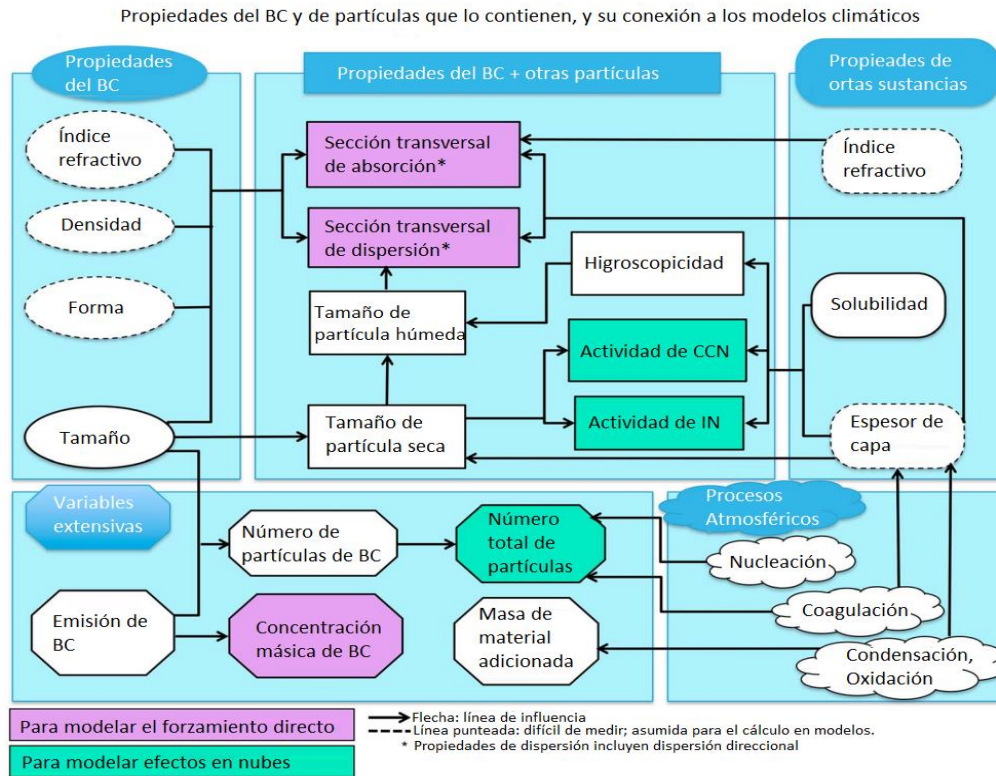 Propiedades del BC y de partículas que lo contienen, y su conexión a los modelos climáticos
Propiedades
del BC
Propiedades del BC + otras partículas
Propieades de
ortas sustancias
Índice
refractivo
Densidad
Forma
Tamaño
Sección transversal
de absorción*
Sección transversal
de dispersión*
Tamaño de
partícula húmeda
Tamaño de
partícula seca
Higroscopicidad
Actividad de CCN
Actividad de IN
Índice
refractivo
Solubilidad
Espesor de
capa
Variables
extensivas
Número de
partículas de BC
Número
total de
partículas
Emisión de
BC
Concentración
másica de BC
Masa de
material
adicionada
Procesos
Atmosféricos
Nucleación
Coagulación
Condensación,
Oxidación
Para modelar el forzamiento directo
Para modelar efectos en nubes
Flecha: línea de influencia
Línea punteada: difícil de medir; asumida para el cálculo en modelos.
* Propiedades de dispersión incluyen dispersión direccional